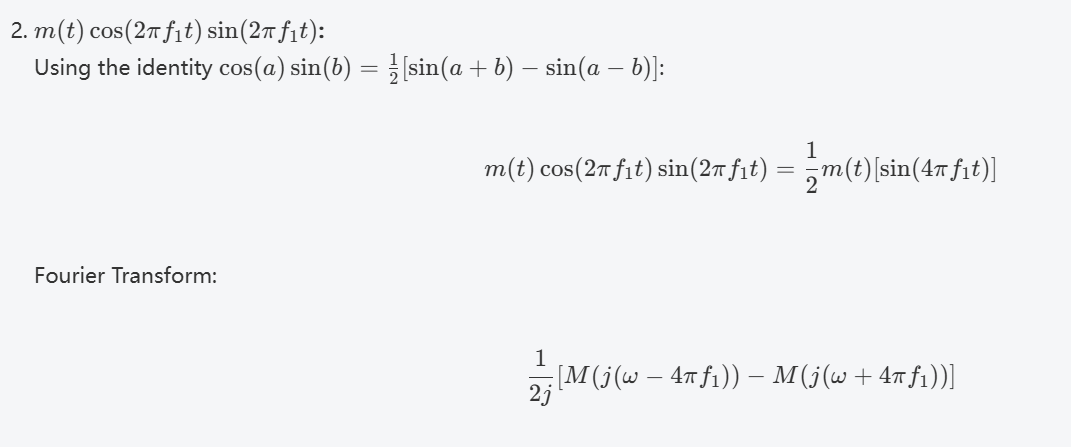 2. m(t) cos(2πf₁t) sin(2πf₁t):
Using the identity cos(a) sin(b) = ½[sin(a + b) − sin(a − b)]:
m(t) cos(2πf₁t) sin(2πf₁t) = 1/2 m(t)[sin(4πf₁t)]
Fourier Transform:
1/2j [M(j(ω − 4πf₁)) − M(j(ω + 4πf₁))]